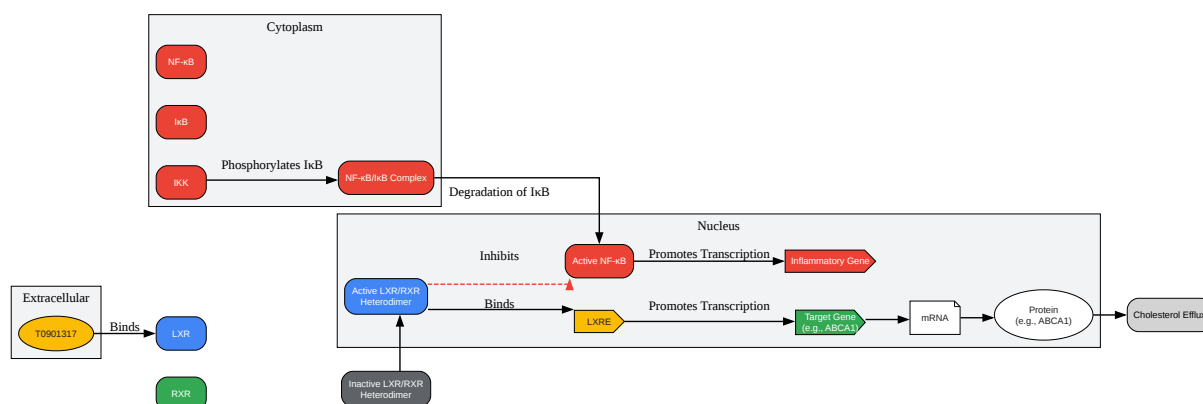 Cytoplasm
NF-κB
IκB
IKK
Phosphorylates IκB
NF-κB/IκB Complex
Degradation of IκB
Nucleus
Inhibits
Active NF-κB
Promotes Transcription
Inflammatory Gene
Active LXR/RXR
Heterodimer
Binds
LXRE
Promotes Transcription
Target Gene
(e.g., ABCA1)
mRNA
Protein
(e.g., ABCA1)
Cholesterol Efflux
Extracellular
T0901317
Binds
LXR
RXR
Inactive LXR/RXR
Heterodimer